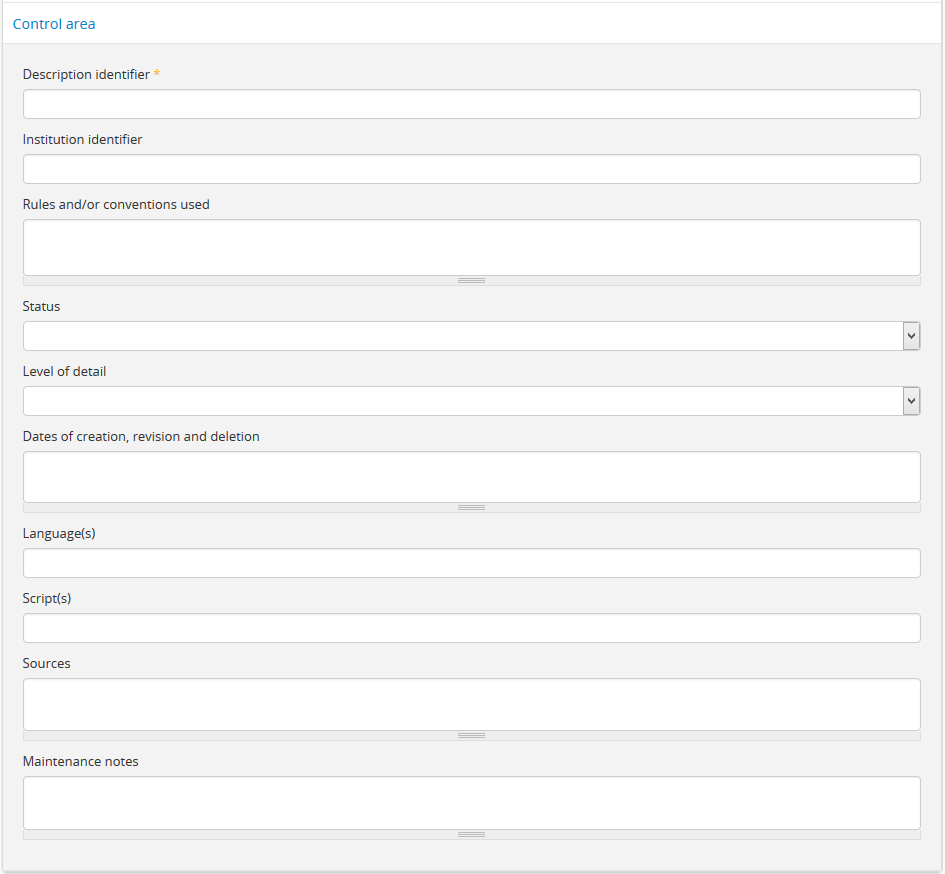 Control area
Description identifier *
Institution identifier
Rules and/or conventions used
Status
Level of detail
Dates of creation, revision and deletion
Language(s)
Script(s)
Sources
Maintenance notes